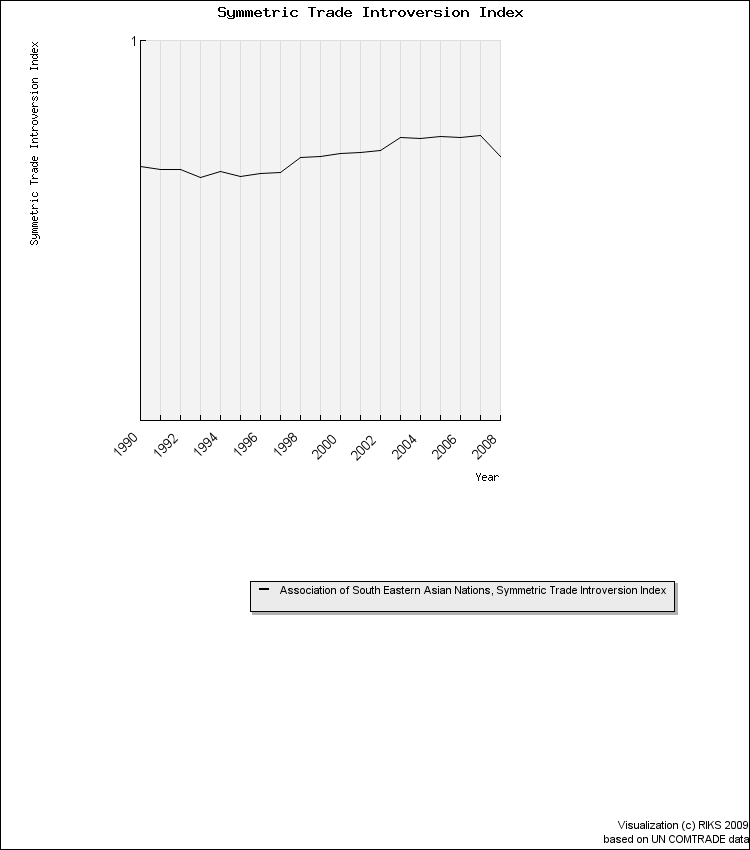 Symmetric Trade Introversion Index
1
Symmetric Trade Introversion Index
1990 1992 1994 1996 1998 2000 2002 2004 2006 2008
Year
Association of South Eastern Asian Nations, Symmetric Trade Introversion Index
Visualization (c) RIKS 2009
based on UN COMTRADE data